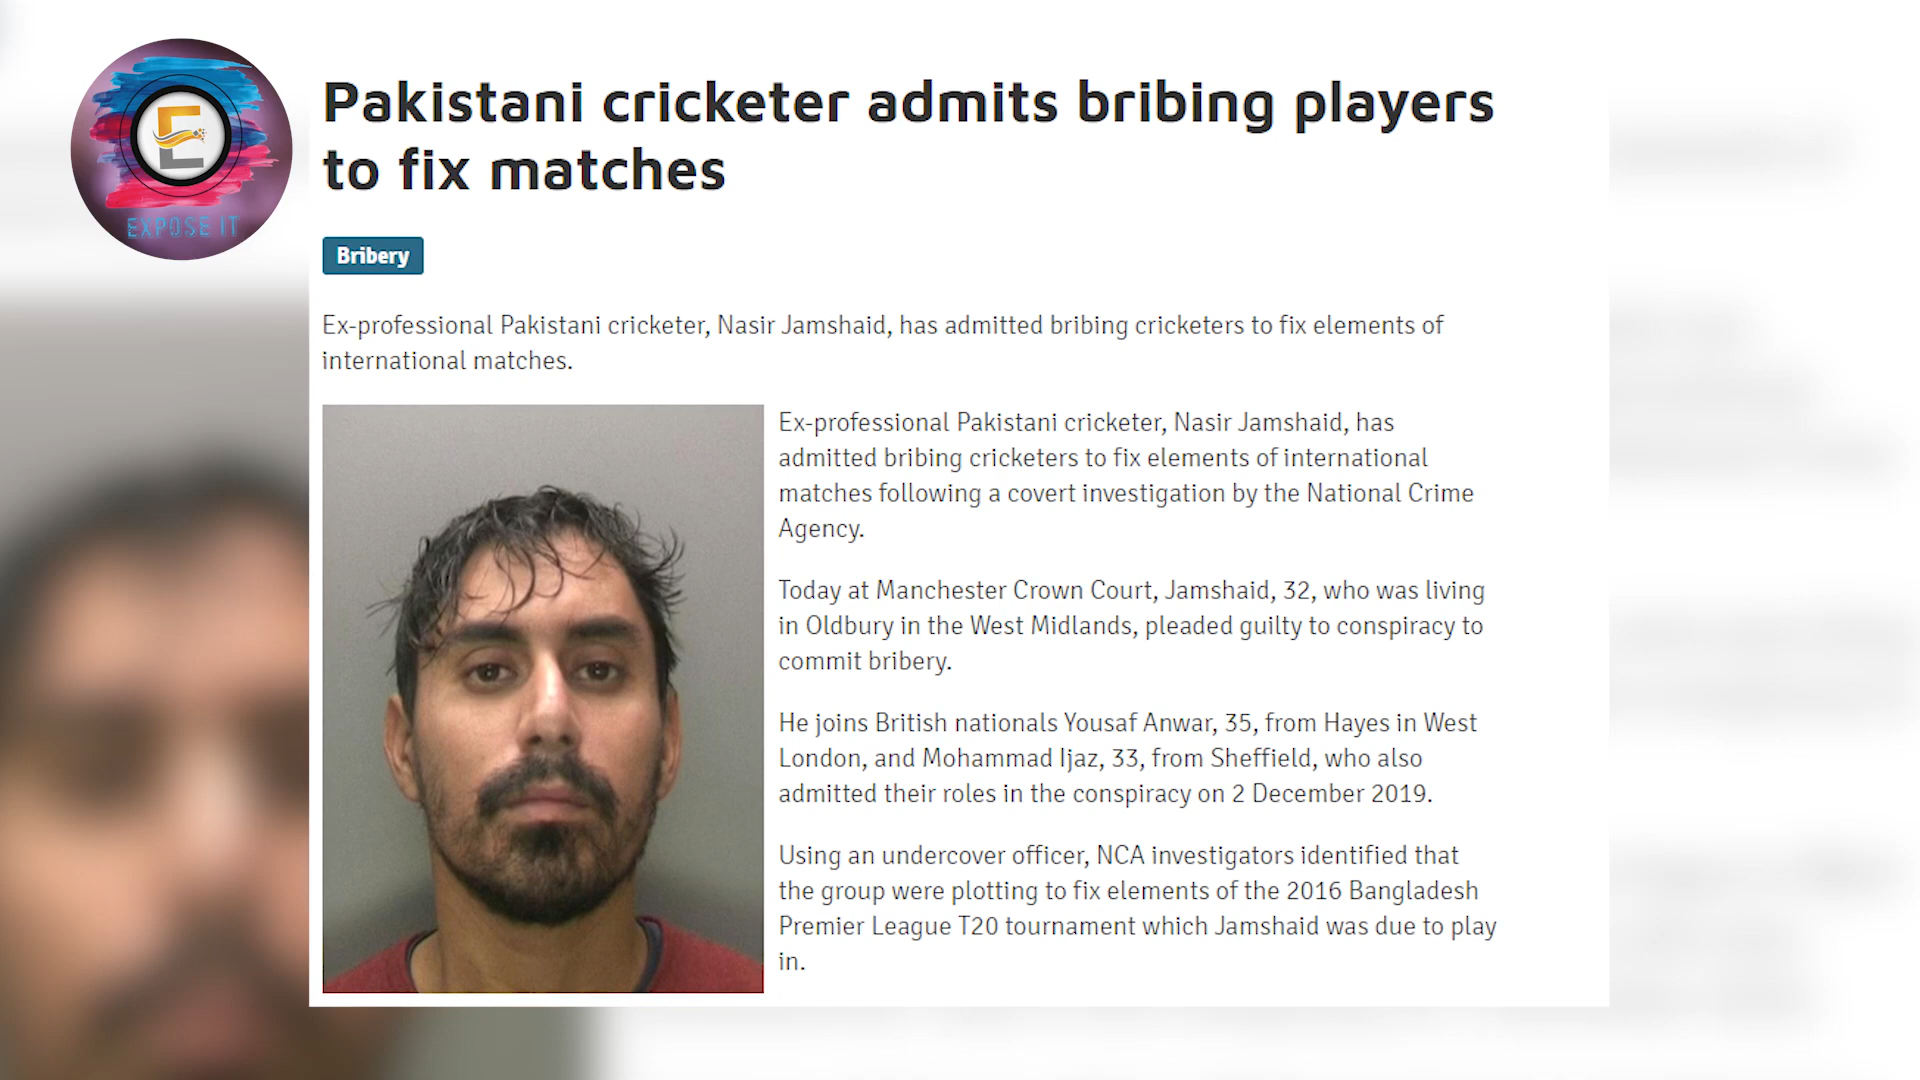 EXPOSE IT
Pakistani cricketer admits bribing players
to fix matches
Bribery
Ex-professional Pakistani cricketer, Nasir Jamshaid, has admitted bribing cricketers to fix elements of
international matches.
Ex-professional Pakistani cricketer, Nasir Jamshaid, has
admitted bribing cricketers to fix elements of international
matches following a covert investigation by the National Crime
Agency.
Today at Manchester Crown Court, Jamshaid, 32, who was living
in Oldbury in the West Midlands, pleaded guilty to conspiracy to
commit bribery.
He joins British nationals Yousaf Anwar, 35, from Hayes in West
London, and Mohammad Ijaz, 33, from Sheffield, who also
admitted their roles in the conspiracy on 2 December 2019.
Using an undercover officer, NCA investigators identified that
the group were plotting to fix elements of the 2016 Bangladesh
Premier League T20 tournament which Jamshaid was due to play
in.